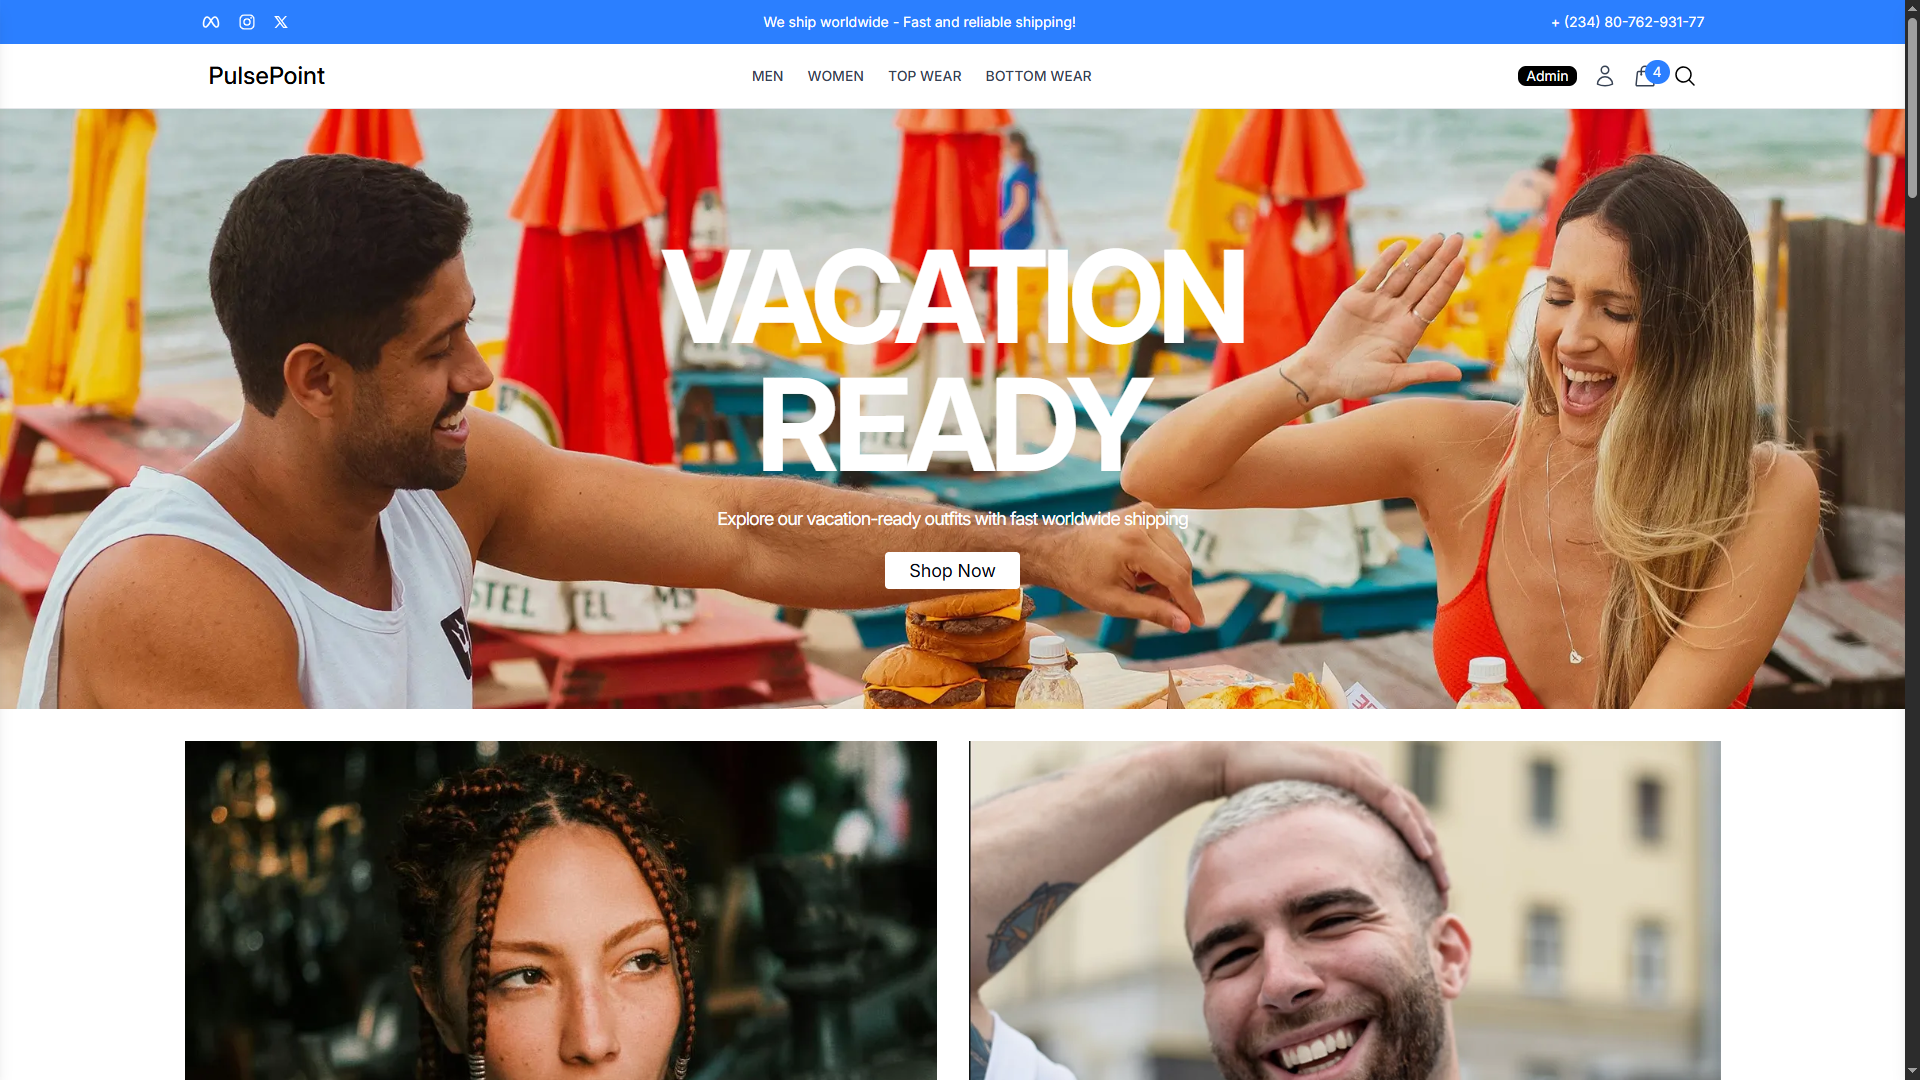 We ship worldwide - Fast and reliable shipping!
+ (234) 80-762-931-77
PulsePoint
MEN
WOMEN
TOP WEAR
BOTTOM WEAR
Admin
4
VACATION
READY
Explore our vacation-ready outfits with fast worldwide shipping
Shop Now